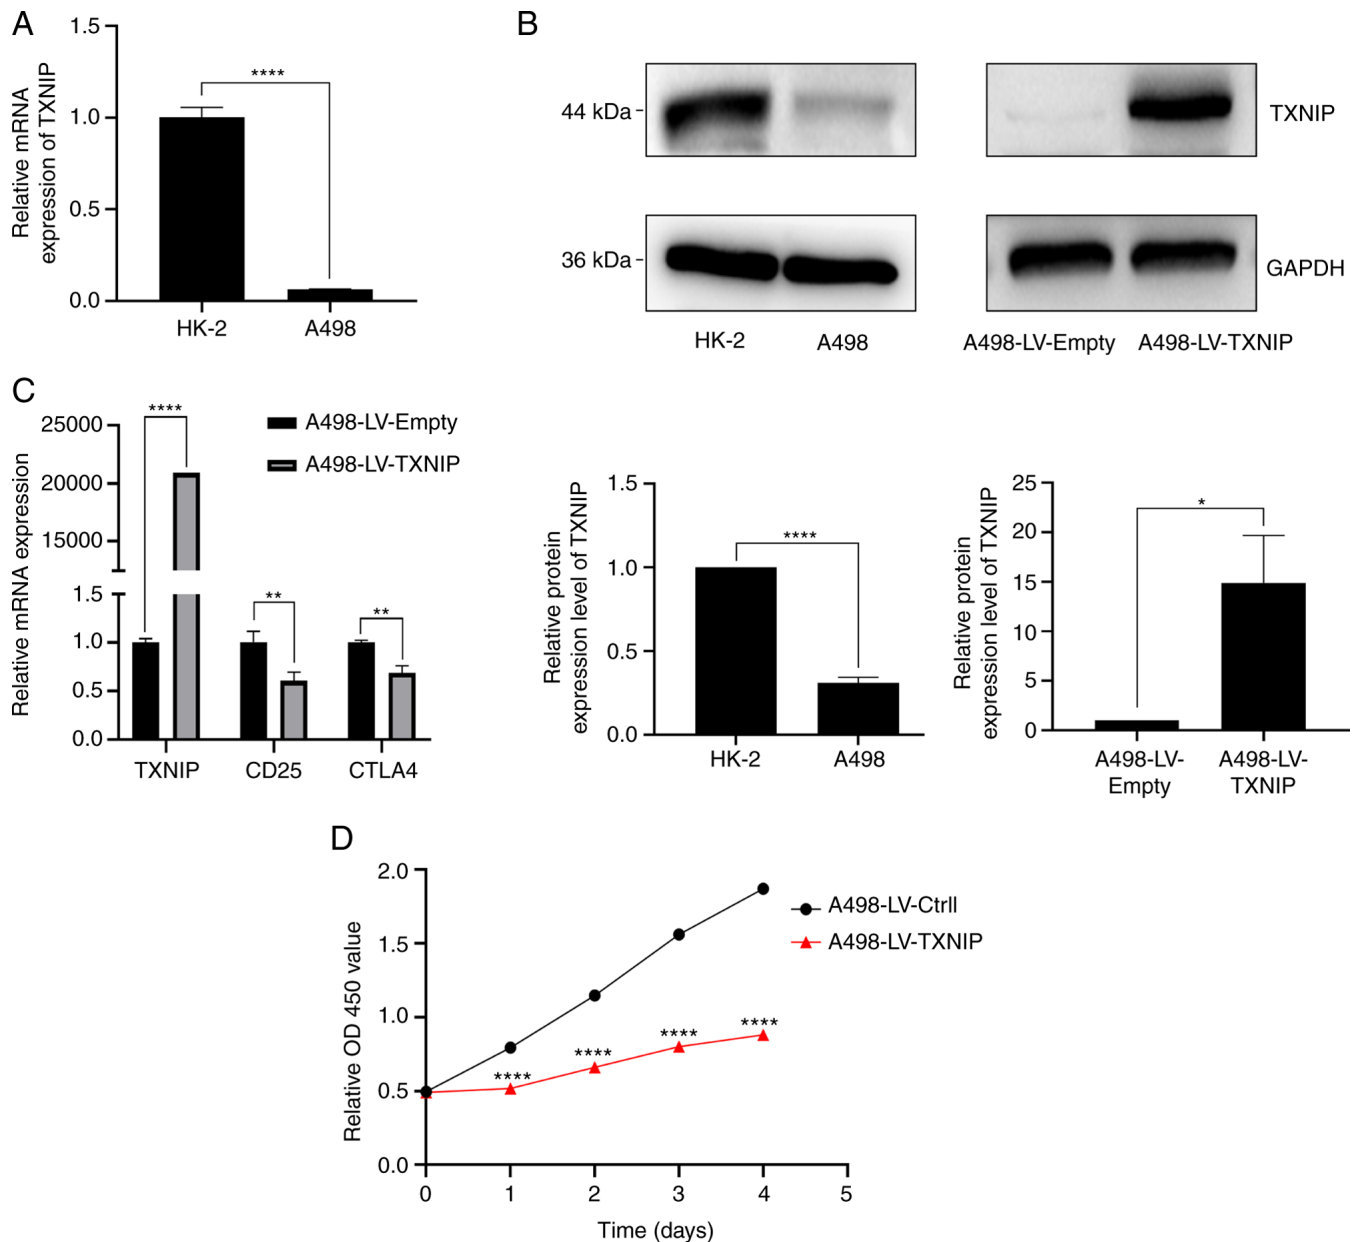 A
Relative mRNA
expression of TXNIP
1.5
1.0
0.5
0.0
****
HK-2
A498
B
44 kDa
TXNIP
36 kDa
GAPDH
HK-2
A498
A498-LV-Empty
A498-LV-TXNIP
C
Relative mRNA expression
25000
20000
15000
1.5
1.0
0.5
0.0
****
**
**
A498-LV-Empty
A498-LV-TXNIP
TXNIP
CD25
CTLA4
Relative protein
expression level of TXNIP
1.5
1.0
0.5
0.0
****
HK-2
A498
Relative protein
expression level of TXNIP
25
20
15
10
5
0
*
A498-LV-
Empty
A498-LV-
TXNIP
D
Relative OD 450 value
2.0
1.5
1.0
0.5
0.0
****
****
****
****
A498-LV-Ctrll
A498-LV-TXNIP
0
1
2
3
4
5
Time (days)